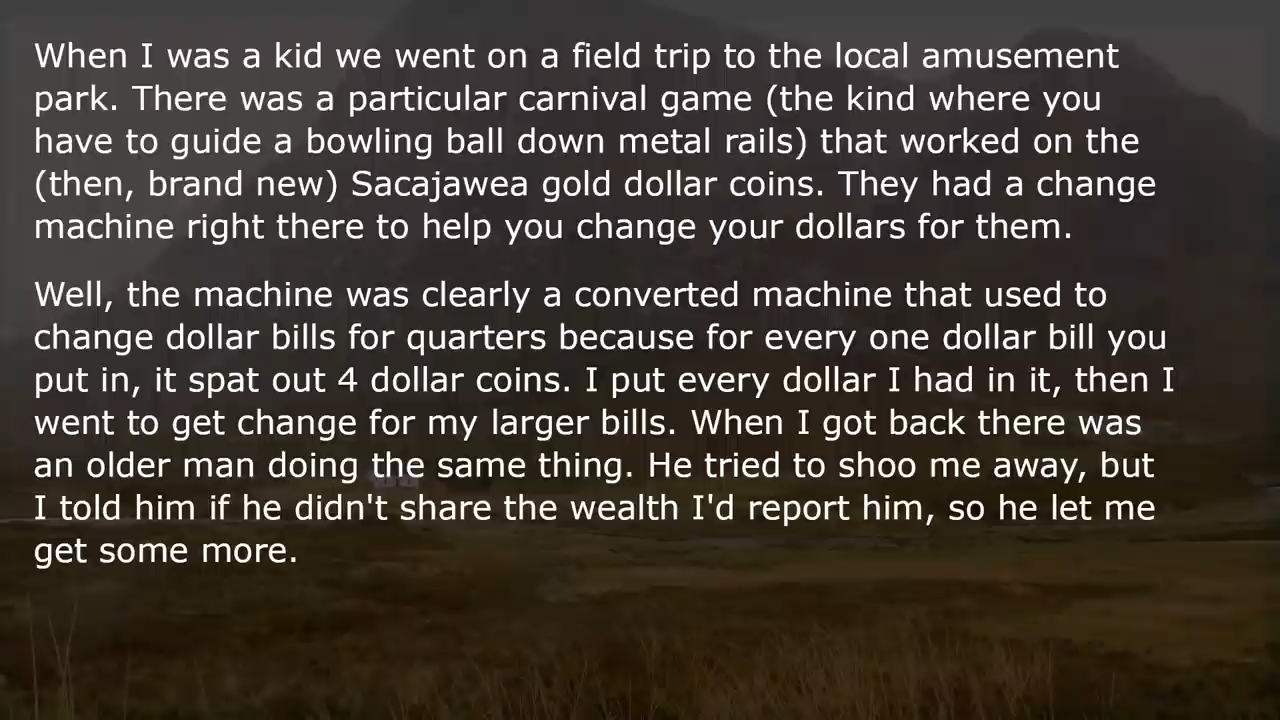 When I was a kid we went on a field trip to the local amusement
park. There was a particular carnival game (the kind where you
have to guide a bowling ball down metal rails) that worked on the
(then, brand new) Sacajawea gold dollar coins. They had a change
machine right there to help you change your dollars for them.
Well, the machine was clearly a converted machine that used to
change dollar bills for quarters because for every one dollar bill you
put in, it spat out 4 dollar coins. I put every dollar I had in it, then I
went to get change for my larger bills. When I got back there was
an older man doing the same thing. He tried to shoo me away, but
I told him if he didn't share the wealth I'd report him, so he let me
get some more.